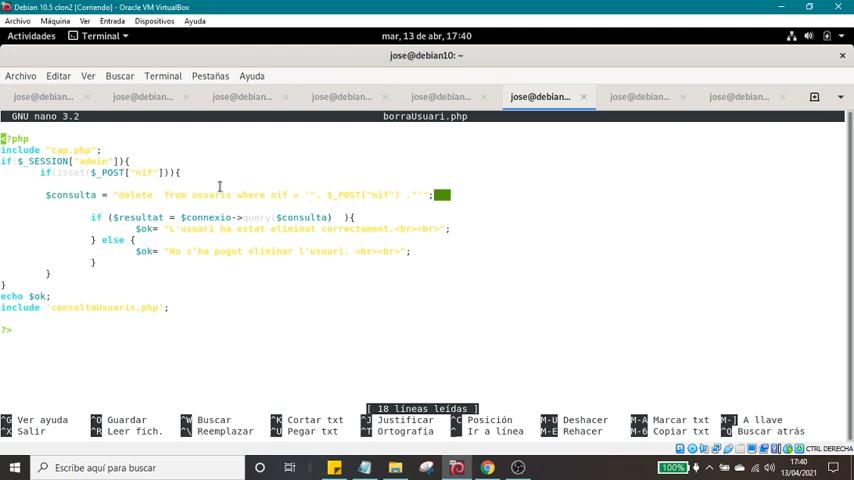 Debian 10.5 clon2 [Corriendo] - Oracle VM VirtualBox
Archivo Máquina Ver Entrada Dispositivos Ayuda
Actividades Terminal mar, 13 de abr, 17:40
jose@debian10: ~
Archivo Editar Ver Buscar Terminal Pestañas Ayuda
jose@debian... × jose@debian... × jose@debian... × jose@debian... × jose@debian... × jose@debian... × jose@debian... × jose@debian... ×
GNU nano 3.2 borraUsuari.php
<?php
include "cap.php";
if($_SESSION["admin"]){
if(isset($_POST["nif"])){
$consulta = "delete  from usuaris where nif = '". $_POST["nif"] ."'";
if ($resultat = $connexio->query($consulta)  ){
$ok= "L'usuari ha estat eliminat correctament.<br><br>";
} else {
$ok= "No s'ha pogut eliminar l'usuari. <br><br>";
}
}
}
echo $ok;
include 'consultaUsuaris.php';
?>
[ 18 líneas leídas ]
^G Ver ayuda ^O Guardar ^W Buscar ^K Cortar txt ^J Justificar ^C Posición M-U Deshacer M-A Marcar txt M-] A llave
^X Salir ^R Leer fich. ^\ Reemplazar ^U Pegar txt ^T Ortografía ^_ Ir a línea M-E Rehacer M-6 Copiar txt ^Q Buscar atrás
CTRL DERECHA
Escribe aquí para buscar 100% 17:40
13/04/2021